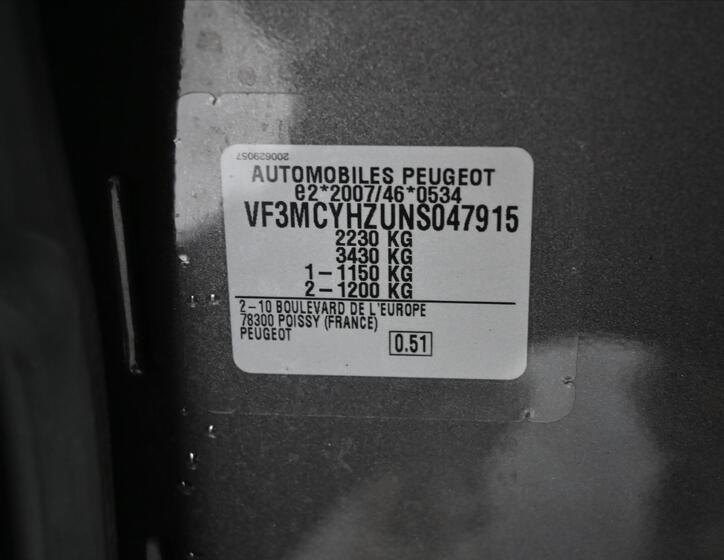 200629057
AUTOMOBILES PEUGEOT
e2*2007/46*0534
VF3MCYHZUNS047915
2230 KG
3430 KG
1-1150 KG
2-1200 KG
2-10 BOULEVARD DE L'EUROPE
78300 POISSY (FRANCE)
PEUGEOT
0.51